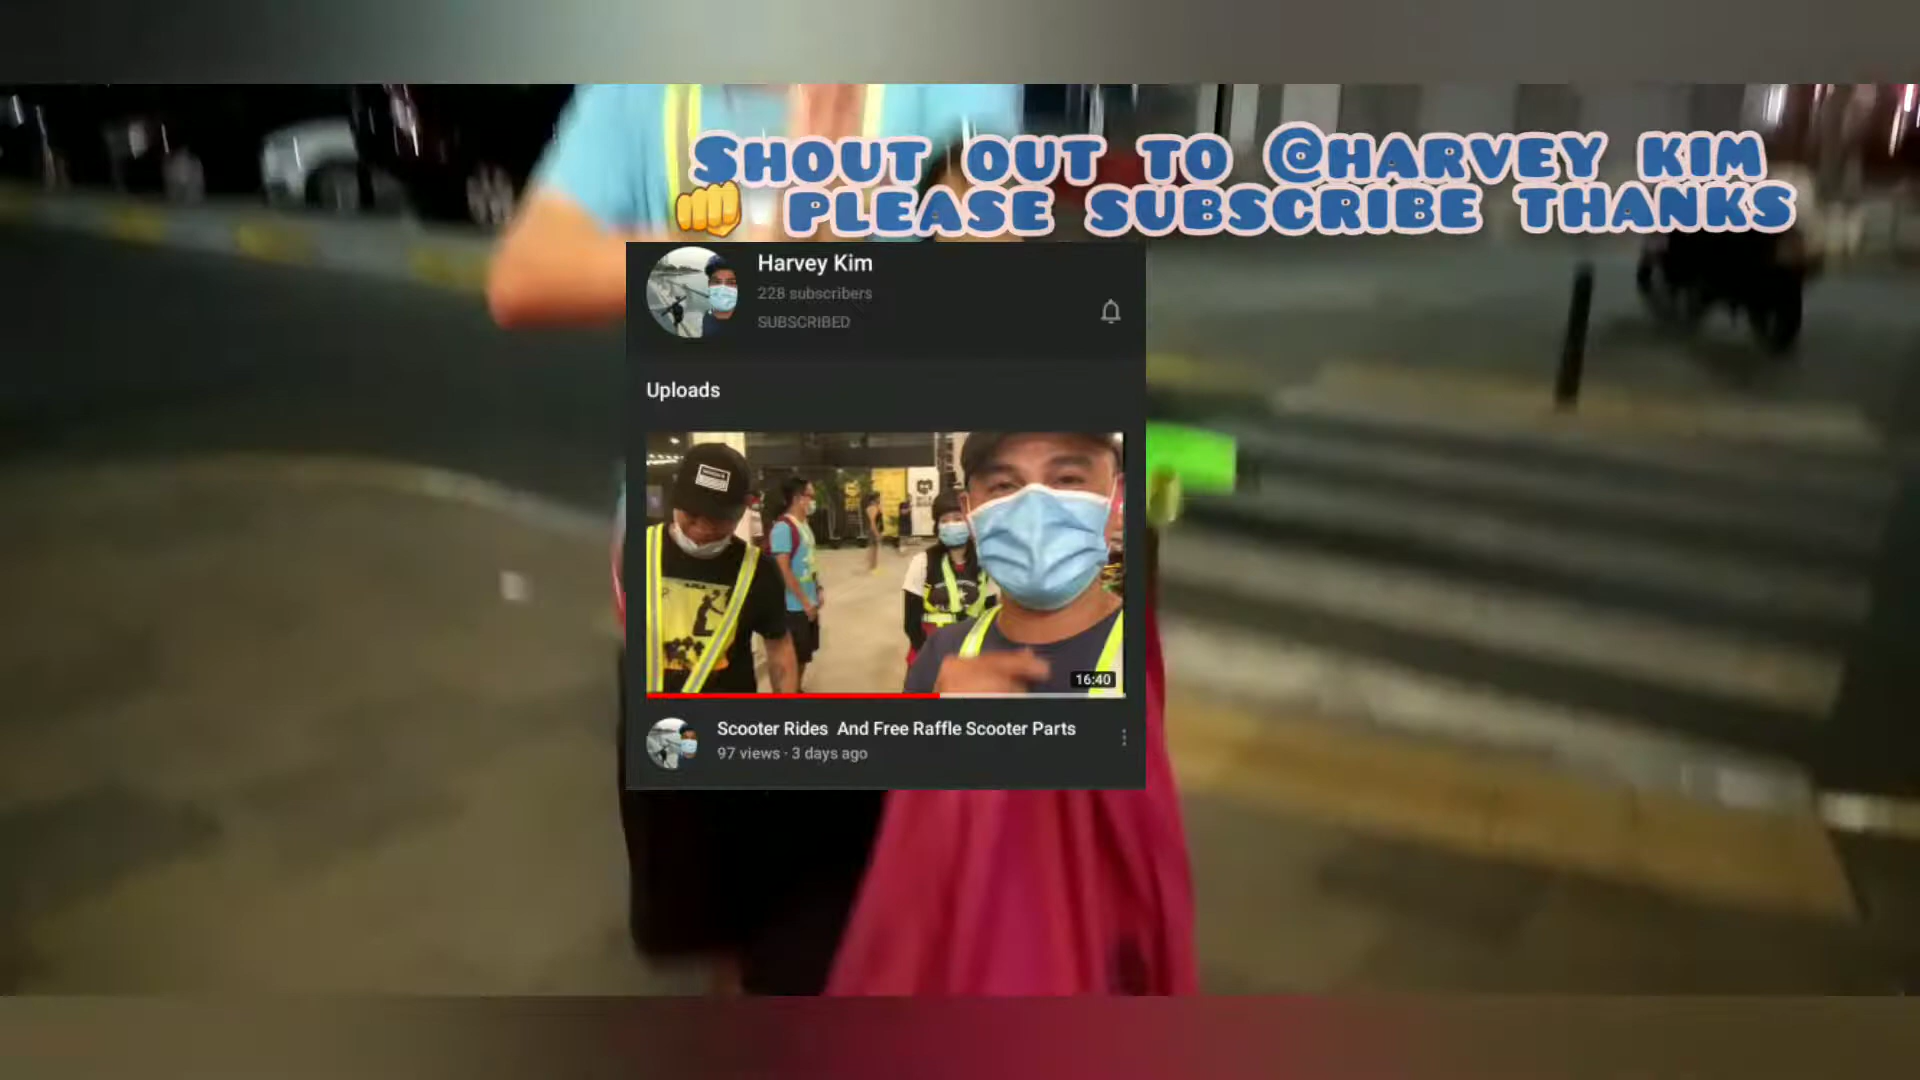 SHOUT OUT TO @HARVEY KIM
👊 PLEASE SUBSCRIBE THANKS
Harvey Kim
228 subscribers
SUBSCRIBED
Uploads
16:40
Scooter Rides And Free Raffle Scooter Parts
97 views · 3 days ago